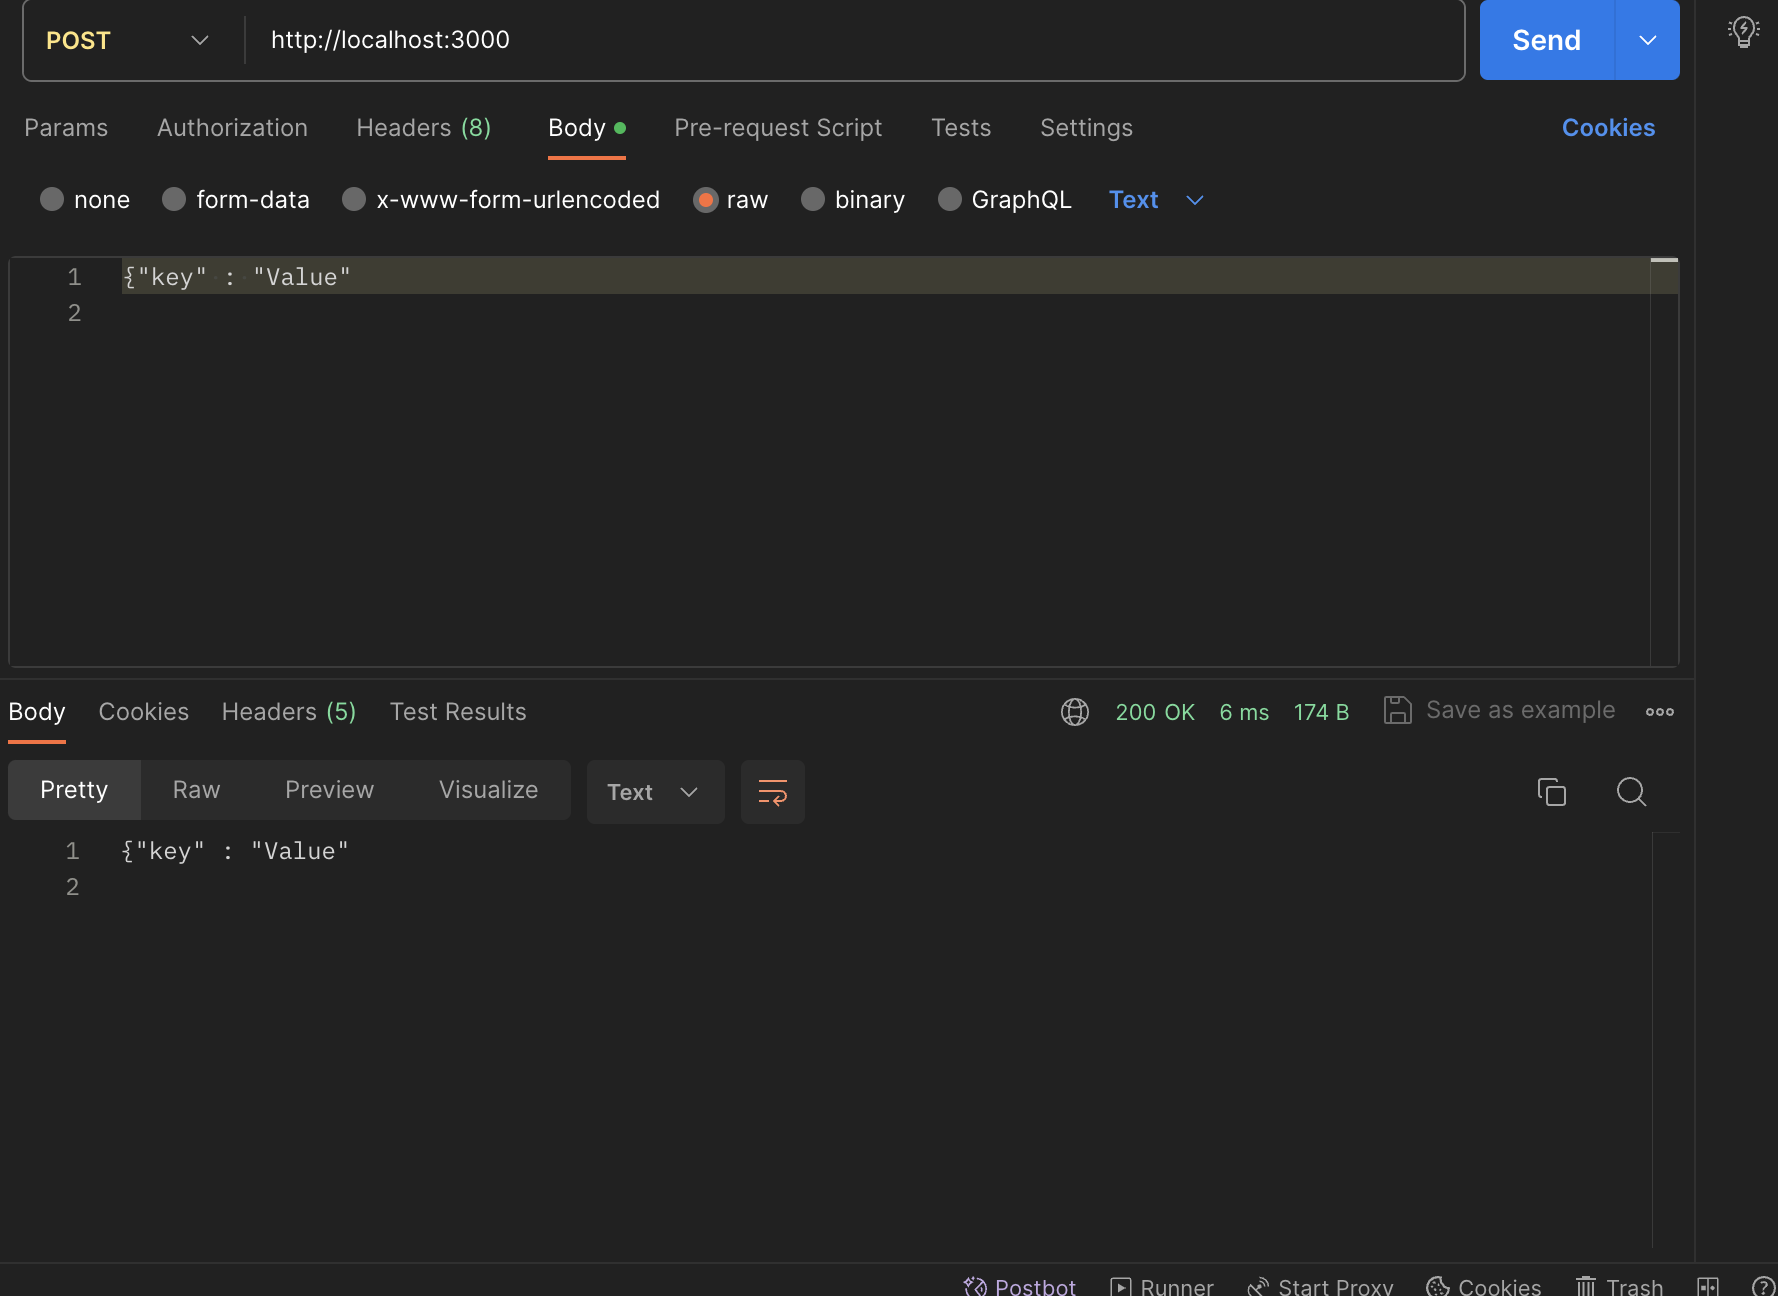 POST http://localhost:3000 Send
Params Authorization Headers (8) Body Pre-request Script Tests Settings Cookies
none form-data x-www-form-urlencoded raw binary GraphQL Text
1 {"key" : "Value"
2
Body Cookies Headers (5) Test Results 200 OK 6 ms 174 B Save as example
Pretty Raw Preview Visualize Text
1 {"key" : "Value"
2
Postbot Runner Start Proxy Cookies Trash